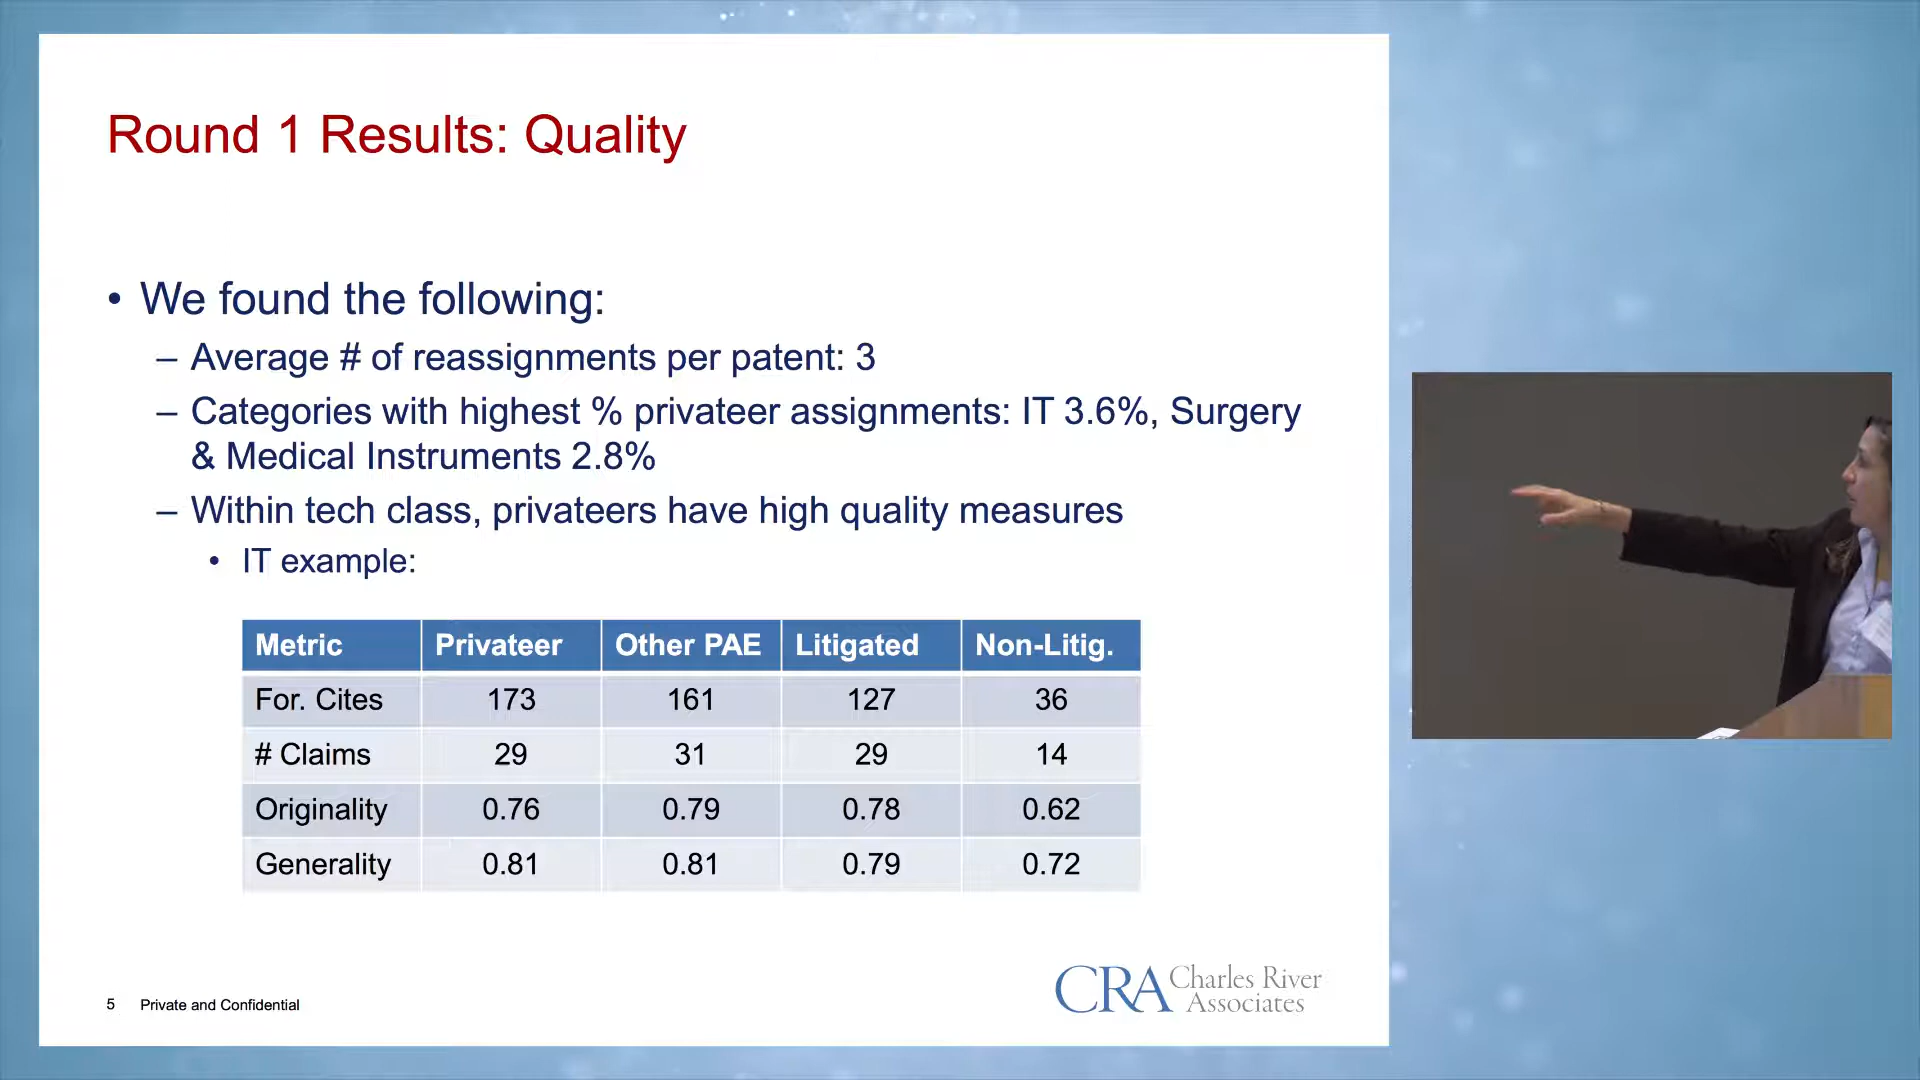 Round 1 Results: Quality
• We found the following:
– Average # of reassignments per patent: 3
– Categories with highest % privateer assignments: IT 3.6%, Surgery
& Medical Instruments 2.8%
– Within tech class, privateers have high quality measures
• IT example:
Metric Privateer Other PAE Litigated Non-Litig.
For. Cites 173 161 127 36
# Claims 29 31 29 14
Originality 0.76 0.79 0.78 0.62
Generality 0.81 0.81 0.79 0.72
CRA Charles River
Associates
5 Private and Confidential